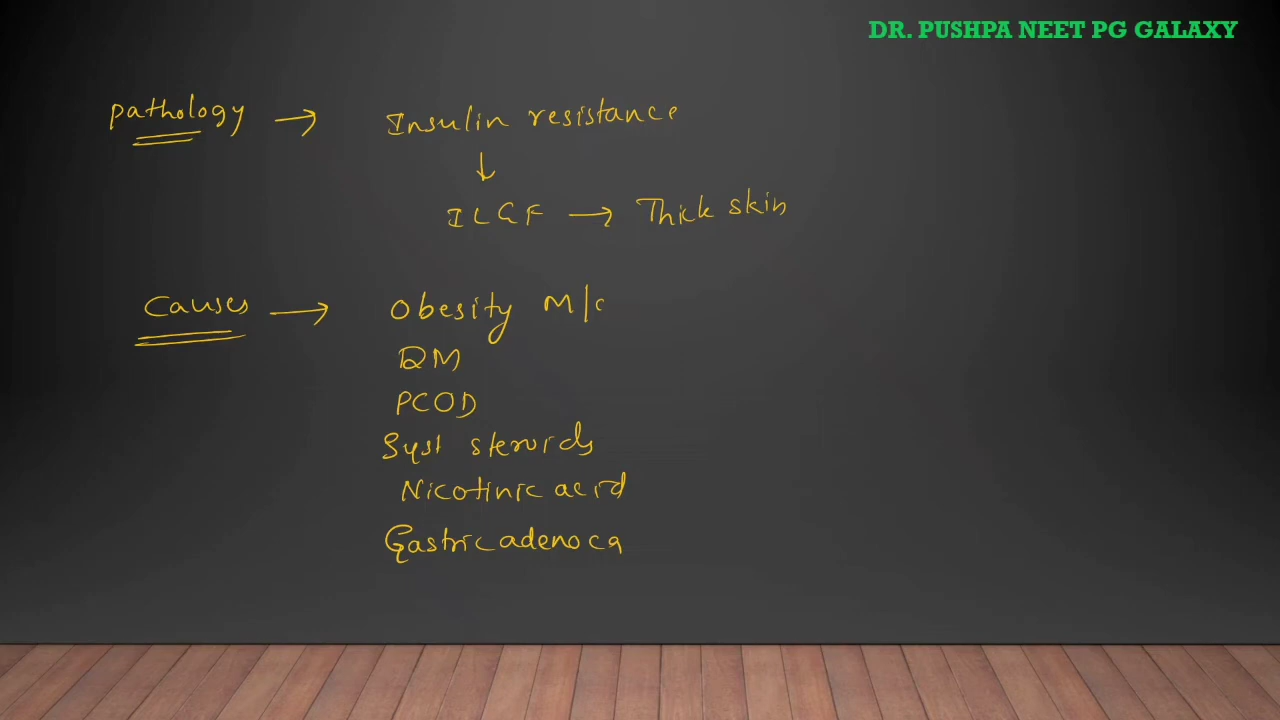 DR. PUSHPA NEET PG GALAXY
Pathology → Insulin resistance
↓
ILGF → Thick skin
Causes → Obesity M/C
DM
PCOD
Syst steroids
Nicotinic acid
Gastric adenoca